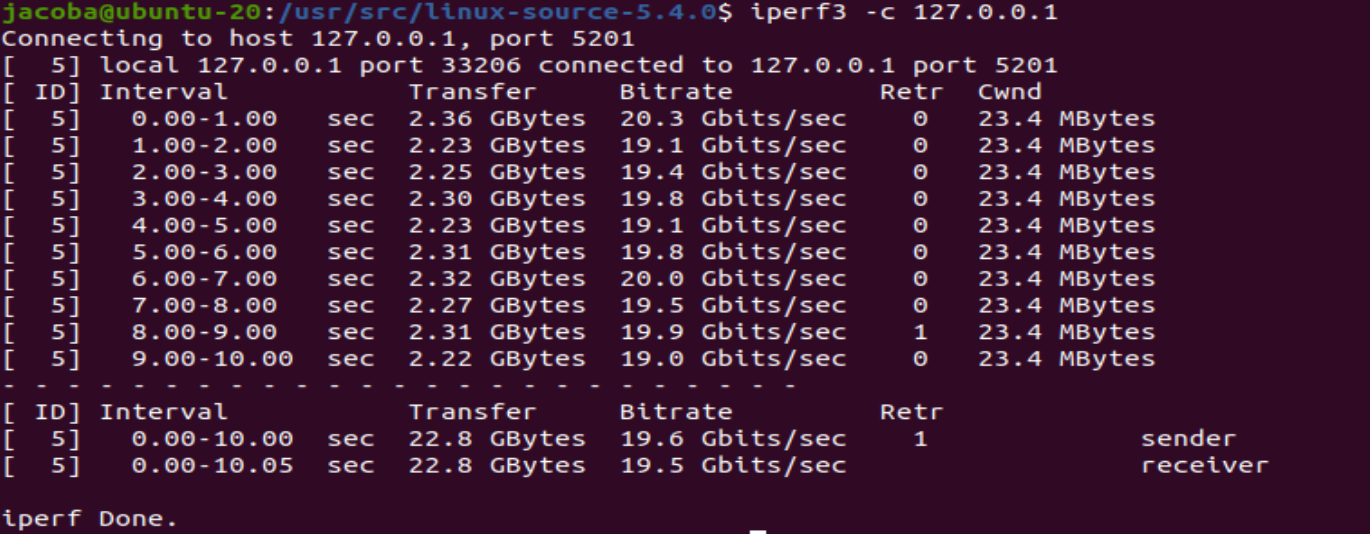 jacoba@ubuntu-20:/usr/src/linux-source-5.4.0$ iperf3 -c 127.0.0.1
Connecting to host 127.0.0.1, port 5201
[  5] local 127.0.0.1 port 33206 connected to 127.0.0.1 port 5201
[ ID] Interval           Transfer     Bitrate         Retr  Cwnd
[  5]   0.00-1.00   sec  2.36 GBytes  20.3 Gbits/sec    0   23.4 MBytes
[  5]   1.00-2.00   sec  2.23 GBytes  19.1 Gbits/sec    0   23.4 MBytes
[  5]   2.00-3.00   sec  2.25 GBytes  19.4 Gbits/sec    0   23.4 MBytes
[  5]   3.00-4.00   sec  2.30 GBytes  19.8 Gbits/sec    0   23.4 MBytes
[  5]   4.00-5.00   sec  2.23 GBytes  19.1 Gbits/sec    0   23.4 MBytes
[  5]   5.00-6.00   sec  2.31 GBytes  19.8 Gbits/sec    0   23.4 MBytes
[  5]   6.00-7.00   sec  2.32 GBytes  20.0 Gbits/sec    0   23.4 MBytes
[  5]   7.00-8.00   sec  2.27 GBytes  19.5 Gbits/sec    0   23.4 MBytes
[  5]   8.00-9.00   sec  2.31 GBytes  19.9 Gbits/sec    1   23.4 MBytes
[  5]   9.00-10.00  sec  2.22 GBytes  19.0 Gbits/sec    0   23.4 MBytes
- - - - - - - - - - - - - - - - - - - - - - - - -
[ ID] Interval           Transfer     Bitrate         Retr
[  5]   0.00-10.00  sec  22.8 GBytes  19.6 Gbits/sec    1             sender
[  5]   0.00-10.05  sec  22.8 GBytes  19.5 Gbits/sec                  receiver
iperf Done.